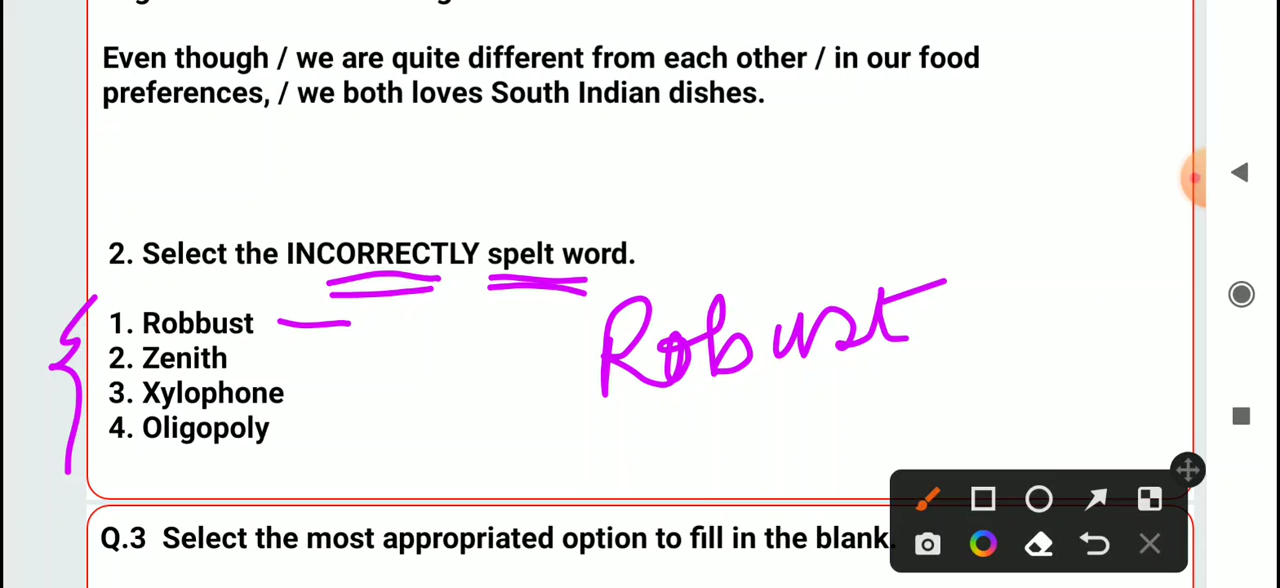 Even though / we are quite different from each other / in our food
preferences, / we both loves South Indian dishes.
2. Select the INCORRECTLY spelt word.
1. Robbust
Robust
2. Zenith
3. Xylophone
4. Oligopoly
Q.3 Select the most appropriated option to fill in the blank.